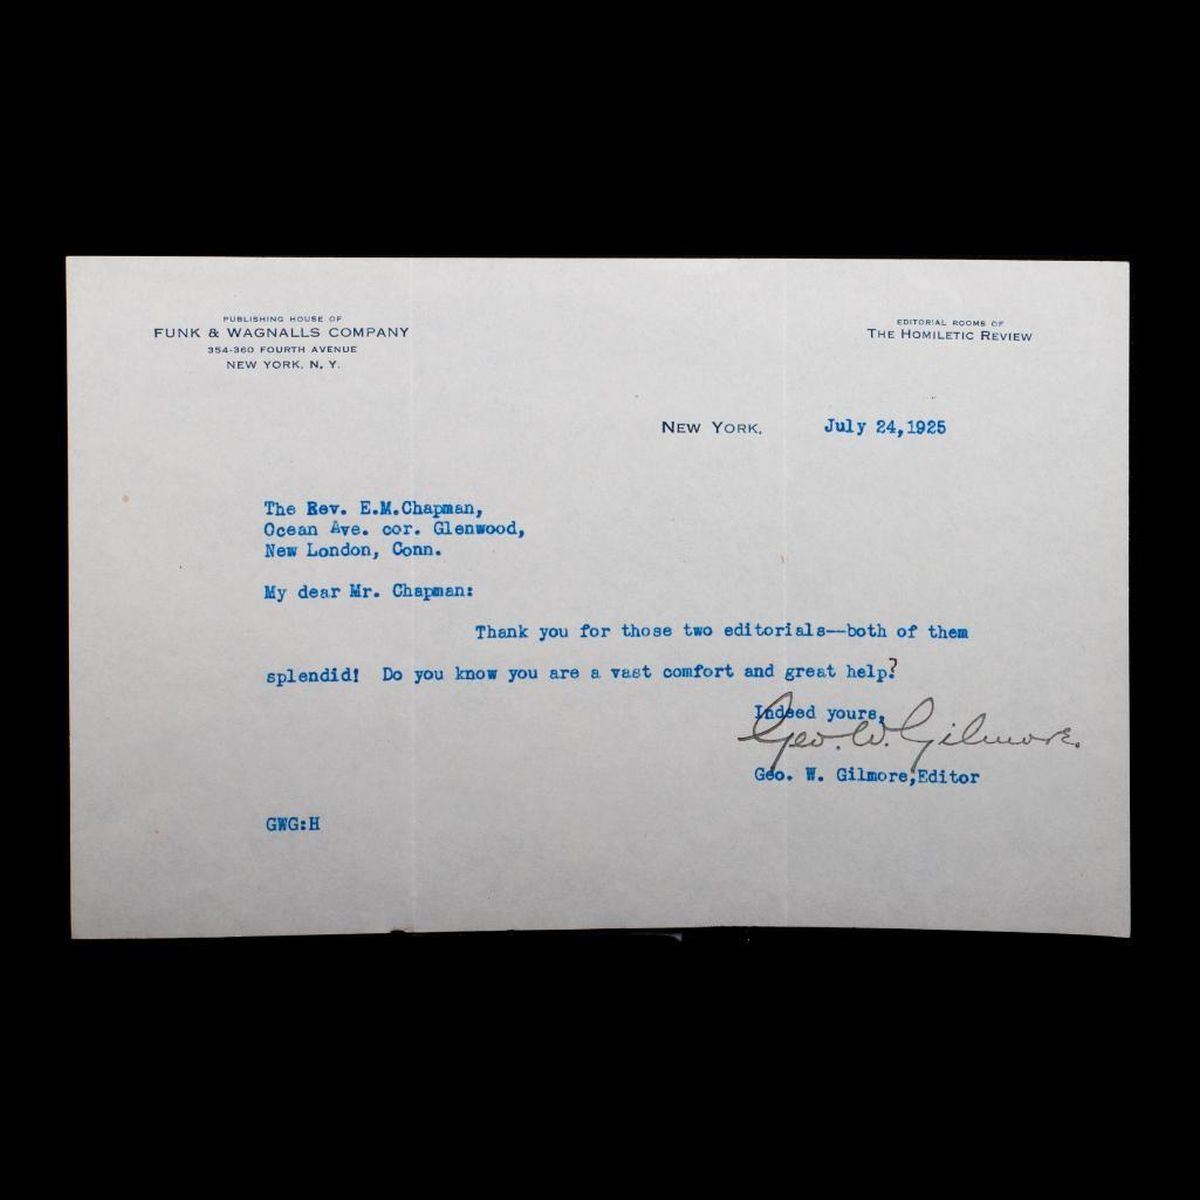 PUBLISHING HOUSE OF
FUNK & WAGNALLS COMPANY
354-360 FOURTH AVENUE
NEW YORK, N. Y.
EDITORIAL ROOMS OF
THE HOMILETIC REVIEW
NEW YORK, July 24,1925
The Rev. E.M.Chapman,
Ocean Ave. cor. Glenwood,
New London, Conn.
My dear Mr. Chapman:
Thank you for those two editorials--both of them
splendid! Do you know you are a vast comfort and great help?
Indeed yours,
Geo. W. Gilmore.
Geo. W. Gilmore,Editor
GWG:H